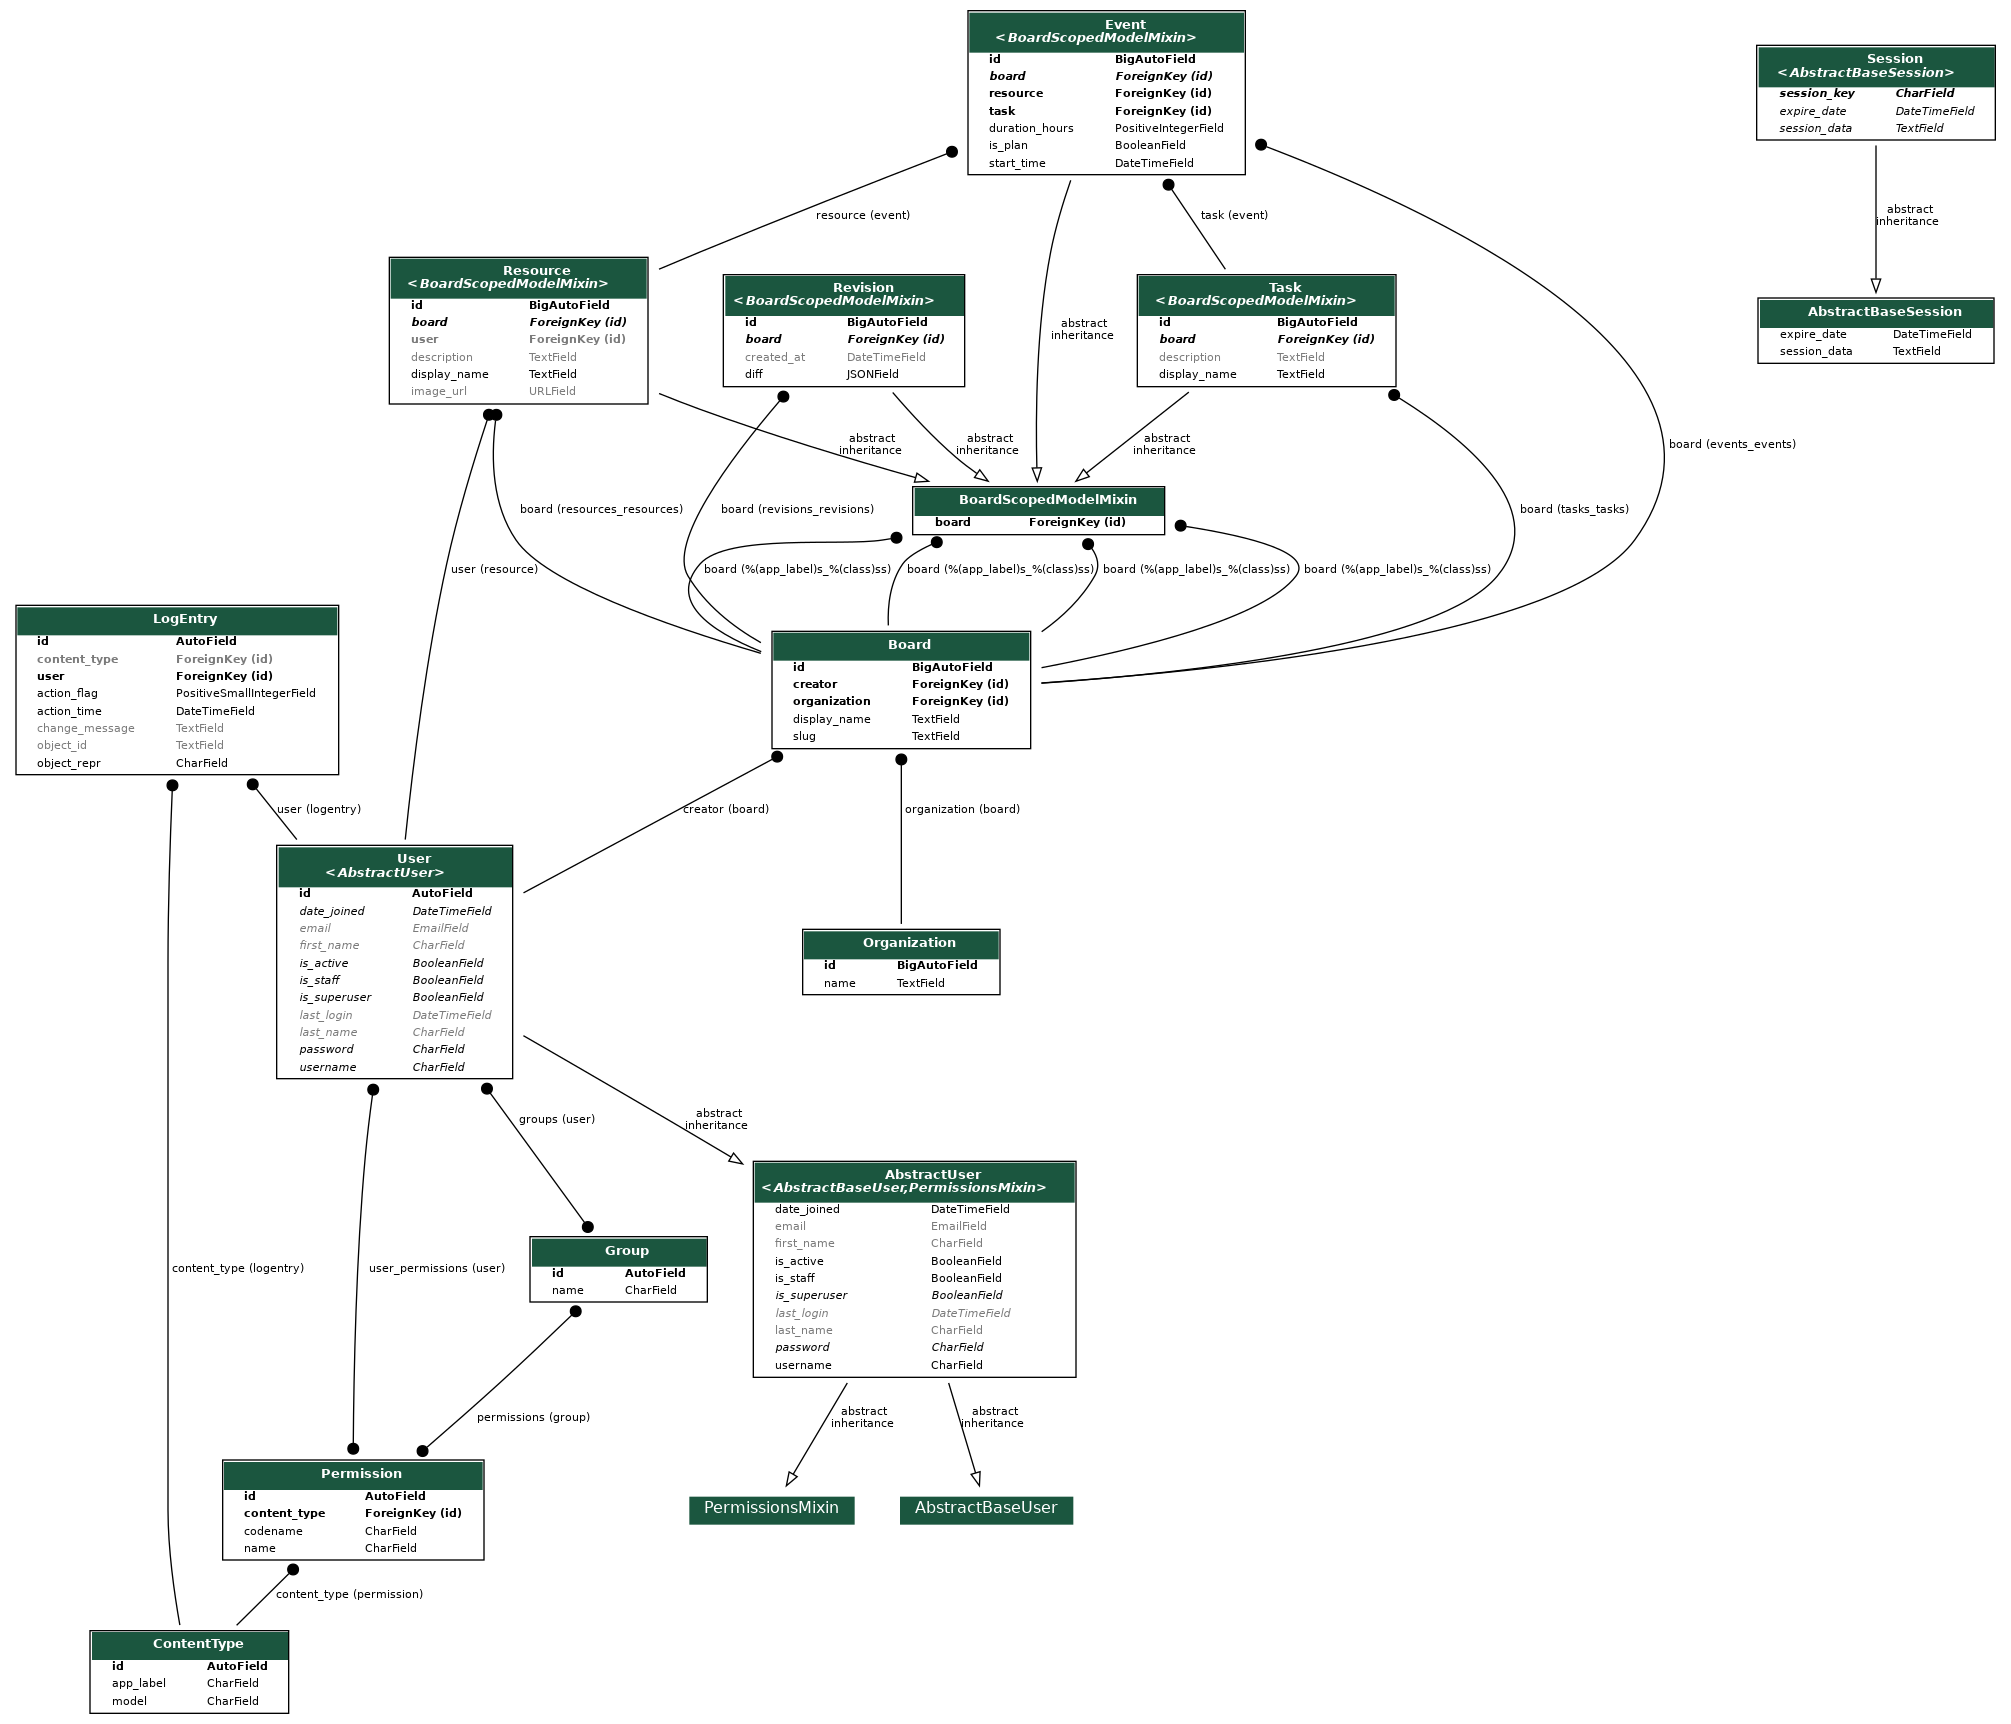 Event
<BoardScopedModelMixin>
id BigAutoField
board ForeignKey (id)
resource ForeignKey (id)
task ForeignKey (id)
duration_hours PositiveIntegerField
is_plan BooleanField
start_time DateTimeField
Session
<AbstractBaseSession>
session_key CharField
expire_date DateTimeField
session_data TextField
resource (event)
task (event)
abstract
inheritance
Resource
<BoardScopedModelMixin>
id BigAutoField
board ForeignKey (id)
user ForeignKey (id)
description TextField
display_name TextField
image_url URLField
Revision
<BoardScopedModelMixin>
id BigAutoField
board ForeignKey (id)
created_at DateTimeField
diff JSONField
abstract
inheritance
Task
<BoardScopedModelMixin>
id BigAutoField
board ForeignKey (id)
description TextField
display_name TextField
AbstractBaseSession
expire_date DateTimeField
session_data TextField
abstract
inheritance
abstract
inheritance
abstract
inheritance
board (events_events)
board (resources_resources)
board (revisions_revisions)
board (tasks_tasks)
BoardScopedModelMixin
board ForeignKey (id)
user (resource)
board (%(app_label)s_%(class)ss)
board (%(app_label)s_%(class)ss)
board (%(app_label)s_%(class)ss)
board (%(app_label)s_%(class)ss)
LogEntry
id AutoField
content_type ForeignKey (id)
user ForeignKey (id)
action_flag PositiveSmallIntegerField
action_time DateTimeField
change_message TextField
object_id TextField
object_repr CharField
Board
id BigAutoField
creator ForeignKey (id)
organization ForeignKey (id)
display_name TextField
slug TextField
user (logentry)
creator (board)
organization (board)
User
<AbstractUser>
id AutoField
date_joined DateTimeField
email EmailField
first_name CharField
is_active BooleanField
is_staff BooleanField
is_superuser BooleanField
last_login DateTimeField
last_name CharField
password CharField
username CharField
Organization
id BigAutoField
name TextField
groups (user)
abstract
inheritance
AbstractUser
<AbstractBaseUser,PermissionsMixin>
date_joined DateTimeField
email EmailField
first_name CharField
is_active BooleanField
is_staff BooleanField
is_superuser BooleanField
last_login DateTimeField
last_name CharField
password CharField
username CharField
Group
id AutoField
name CharField
content_type (logentry)
user_permissions (user)
permissions (group)
abstract
inheritance
abstract
inheritance
Permission
id AutoField
content_type ForeignKey (id)
codename CharField
name CharField
PermissionsMixin
AbstractBaseUser
content_type (permission)
ContentType
id AutoField
app_label CharField
model CharField